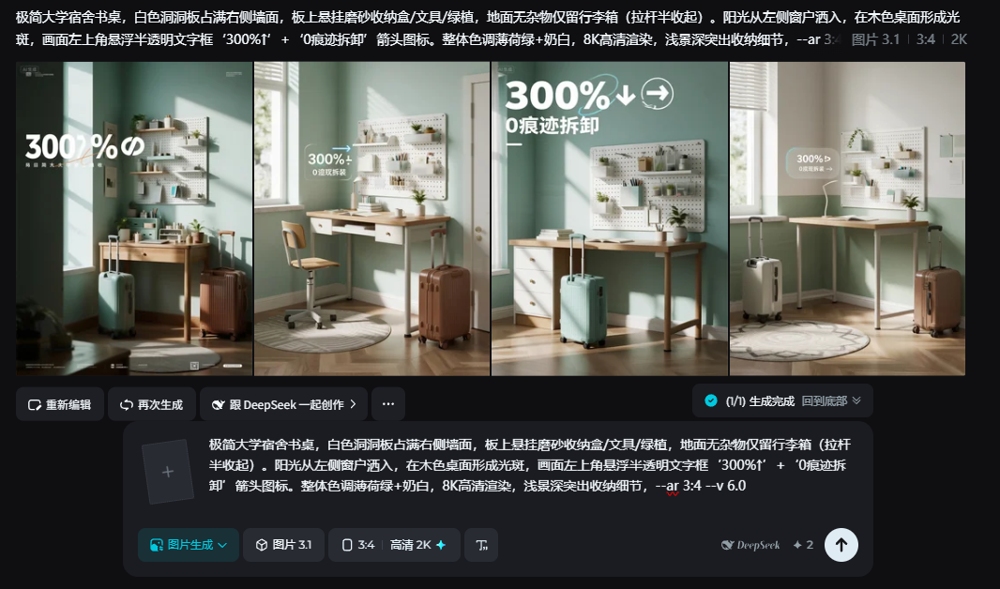 极简大学宿舍书桌，白色洞洞板占满右侧墙面，板上悬挂磨砂收纳盒/文具/绿植，地面无杂物仅留行李箱（拉杆半收起）。阳光从左侧窗户洒入，在木色桌面形成光
斑，画面左上角悬浮半透明文字框‘300%↑’+‘0痕迹拆卸’箭头图标。整体色调薄荷绿+奶白，8K高清渲染，浅景深突出收纳细节，--ar 3:4 图片 3.1 | 3:4 | 2K
300%
300%
0痕迹拆卸
300%
重新编辑 再次生成 跟 DeepSeek 一起创作 > ...
(1/1) 生成完成 回到底部
极简大学宿舍书桌，白色洞洞板占满右侧墙面，板上悬挂磨砂收纳盒/文具/绿植，地面无杂物仅留行李箱（拉杆
半收起）。阳光从左侧窗户洒入，在木色桌面形成光斑，画面左上角悬浮半透明文字框‘300%↑’+‘0痕迹拆
卸’箭头图标。整体色调薄荷绿+奶白，8K高清渲染，浅景深突出收纳细节，--ar 3:4 --v 6.0
图片生成 图片 3.1 3:4 | 高清 2K DeepSeek 2